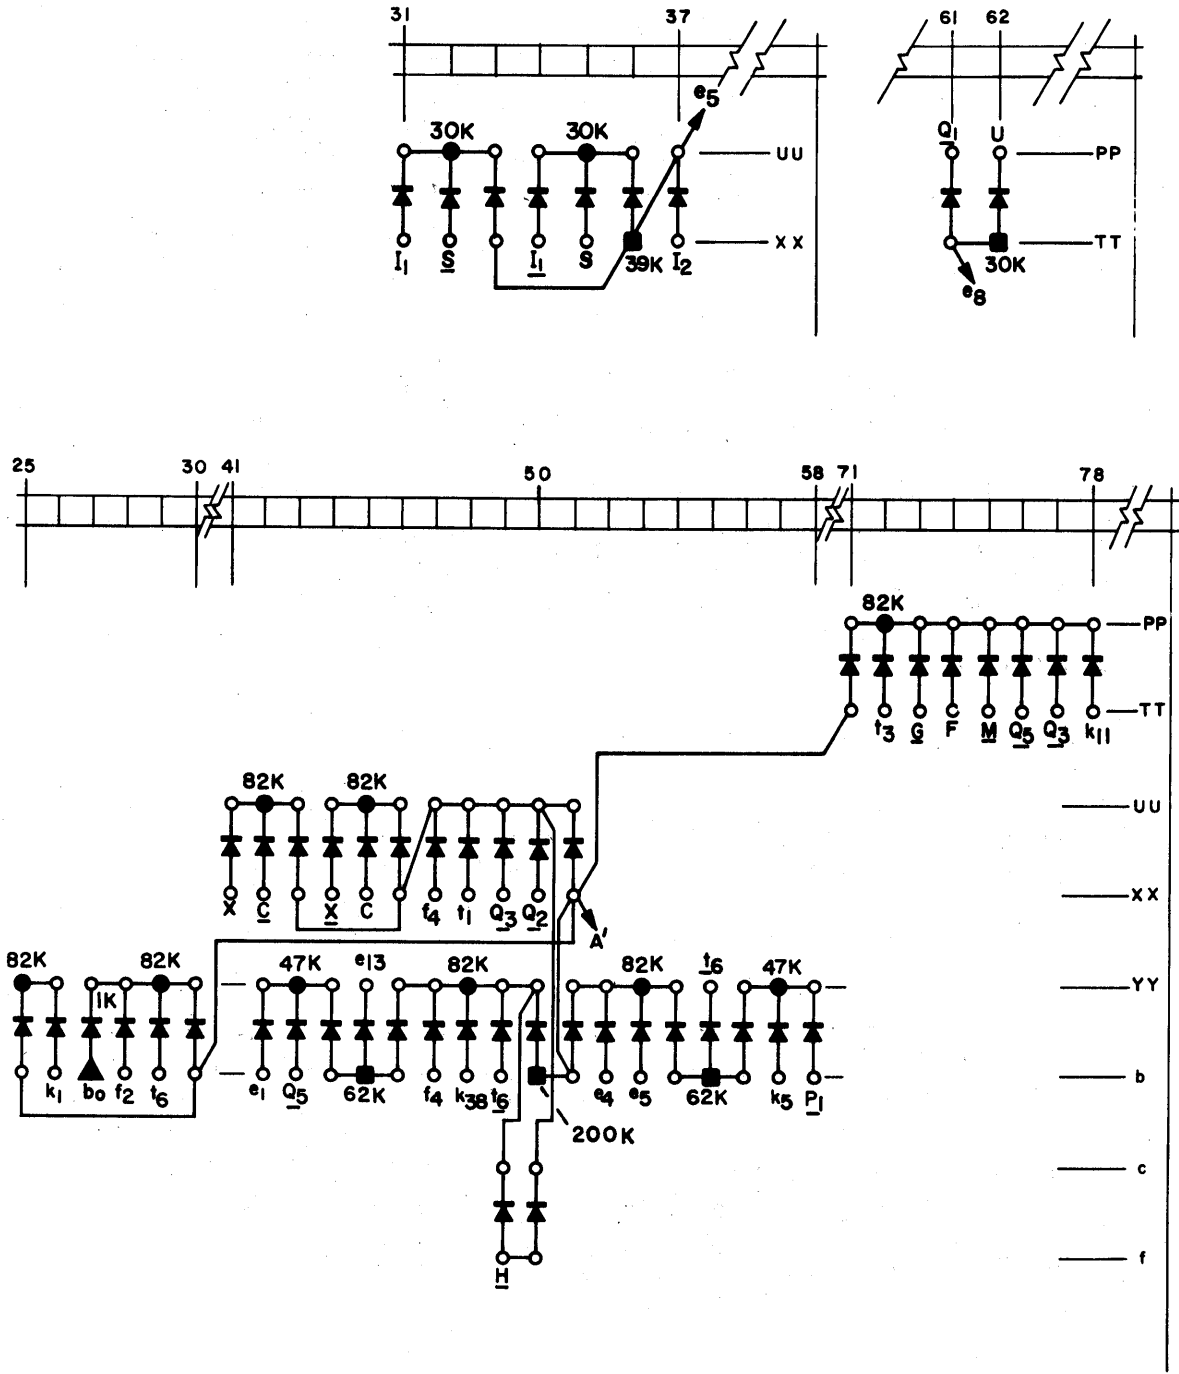 31 37 61 62
e5
30K 30K Q1 U
UU PP
XX TT
I1 S I1 S 39K I2 30K
e8
25 30 41 50 58 71 78
82K
PP
TT
t3 G F M Q5 Q3 k11
82K 82K
UU
XX
X C X C f4 t1 Q3 Q2
A'
82K 82K 47K e13 82K 82K t6 47K
1K YY
k1 b0 f2 t6 e1 Q5 62K f4 k38 t6 e4 e5 62K k5 P1 b
200K
c
f
H